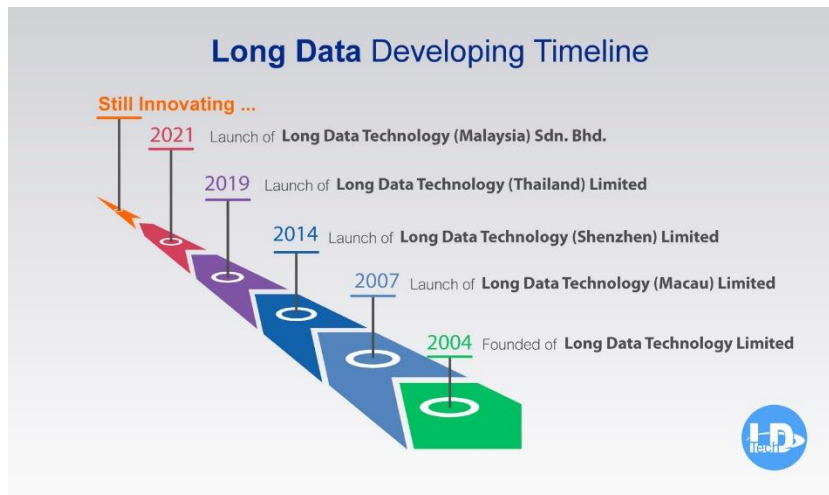 Long Data Developing Timeline
Still Innovating ...
2021 Launch of Long Data Technology (Malaysia) Sdn. Bhd.
2019 Launch of Long Data Technology (Thailand) Limited
2014 Launch of Long Data Technology (Shenzhen) Limited
2007 Launch of Long Data Technology (Macau) Limited
2004 Founded of Long Data Technology Limited
LD
Tech